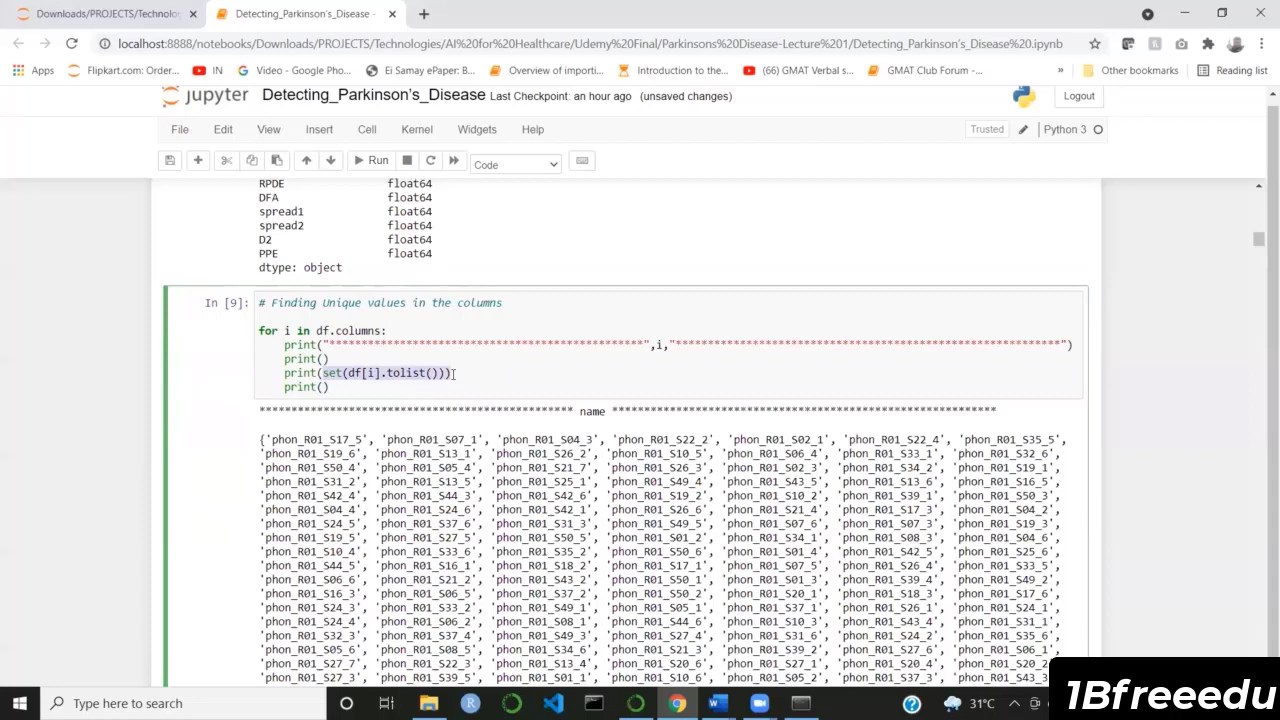 Downloads/PROJECTS/Technolog
Detecting_Parkinson's_Disease -
localhost:8888/notebooks/Downloads/PROJECTS/Technologies/AI%20for%20Healthcare/Udemy%20Final/Parkinsons%20Disease-Lecture%201/Detecting_Parkinson's_Disease%20.ipynb
Apps Flipkart.com: Order... IN Video - Google Pho... Ei Samay ePaper: B... Overview of importi... Introduction to the... (66) GMAT Verbal s... GMAT Club Forum -... » Other bookmarks Reading list
jupyter Detecting_Parkinson's_Disease Last Checkpoint: an hour ago (unsaved changes) Logout
File Edit View Insert Cell Kernel Widgets Help Trusted Python 3
Run Code
RPDE float64
DFA float64
spread1 float64
spread2 float64
D2 float64
PPE float64
dtype: object
In [9]: # Finding Unique values in the columns
for i in df.columns:
print("*************************************************",i,"************************************************************")
print()
print(set(df[i].tolist()))
print()
************************************************* name ************************************************************
{'phon_R01_S17_5', 'phon_R01_S07_1', 'phon_R01_S04_3', 'phon_R01_S22_2', 'phon_R01_S02_1', 'phon_R01_S22_4', 'phon_R01_S35_5',
'phon_R01_S19_6', 'phon_R01_S13_1', 'phon_R01_S26_2', 'phon_R01_S10_5', 'phon_R01_S06_4', 'phon_R01_S33_1', 'phon_R01_S32_6',
'phon_R01_S50_4', 'phon_R01_S05_4', 'phon_R01_S21_7', 'phon_R01_S26_3', 'phon_R01_S02_3', 'phon_R01_S34_2', 'phon_R01_S19_1',
'phon_R01_S31_2', 'phon_R01_S13_5', 'phon_R01_S25_1', 'phon_R01_S49_4', 'phon_R01_S43_5', 'phon_R01_S13_6', 'phon_R01_S16_5',
'phon_R01_S42_4', 'phon_R01_S44_3', 'phon_R01_S42_6', 'phon_R01_S19_2', 'phon_R01_S10_2', 'phon_R01_S39_1', 'phon_R01_S50_3',
'phon_R01_S04_4', 'phon_R01_S24_6', 'phon_R01_S42_1', 'phon_R01_S26_6', 'phon_R01_S21_4', 'phon_R01_S17_3', 'phon_R01_S04_2',
'phon_R01_S24_5', 'phon_R01_S37_6', 'phon_R01_S31_3', 'phon_R01_S49_5', 'phon_R01_S07_6', 'phon_R01_S07_3', 'phon_R01_S19_3',
'phon_R01_S19_5', 'phon_R01_S27_5', 'phon_R01_S50_5', 'phon_R01_S01_2', 'phon_R01_S34_1', 'phon_R01_S08_3', 'phon_R01_S04_6',
'phon_R01_S10_4', 'phon_R01_S33_6', 'phon_R01_S35_2', 'phon_R01_S50_6', 'phon_R01_S01_4', 'phon_R01_S42_5', 'phon_R01_S25_6',
'phon_R01_S44_5', 'phon_R01_S16_1', 'phon_R01_S18_2', 'phon_R01_S17_1', 'phon_R01_S07_5', 'phon_R01_S26_4', 'phon_R01_S33_5',
'phon_R01_S06_6', 'phon_R01_S21_2', 'phon_R01_S43_2', 'phon_R01_S50_1', 'phon_R01_S01_3', 'phon_R01_S39_4', 'phon_R01_S49_2',
'phon_R01_S16_3', 'phon_R01_S06_5', 'phon_R01_S37_2', 'phon_R01_S50_2', 'phon_R01_S20_1', 'phon_R01_S18_3', 'phon_R01_S17_6',
'phon_R01_S24_3', 'phon_R01_S33_2', 'phon_R01_S49_1', 'phon_R01_S05_1', 'phon_R01_S37_1', 'phon_R01_S26_1', 'phon_R01_S24_1',
'phon_R01_S24_4', 'phon_R01_S06_2', 'phon_R01_S08_1', 'phon_R01_S44_6', 'phon_R01_S10_3', 'phon_R01_S43_4', 'phon_R01_S31_1',
'phon_R01_S32_3', 'phon_R01_S37_4', 'phon_R01_S49_3', 'phon_R01_S27_4', 'phon_R01_S31_6', 'phon_R01_S24_2', 'phon_R01_S35_6',
'phon_R01_S05_6', 'phon_R01_S08_5', 'phon_R01_S34_6', 'phon_R01_S21_3', 'phon_R01_S39_2', 'phon_R01_S27_6', 'phon_R01_S06_1',
'phon_R01_S27_7', 'phon_R01_S22_3', 'phon_R01_S13_4', 'phon_R01_S20_6', 'phon_R01_S27_1', 'phon_R01_S20_4', 'phon_R01_S20_2
'phon_R01_S27_3', 'phon_R01_S39_5', 'phon_R01_S01_1', 'phon_R01_S10_6', 'phon_R01_S05_2', 'phon_R01_S37_3', 'phon_R01_S43_3
Type here to search 31°C
1Bfreeedu